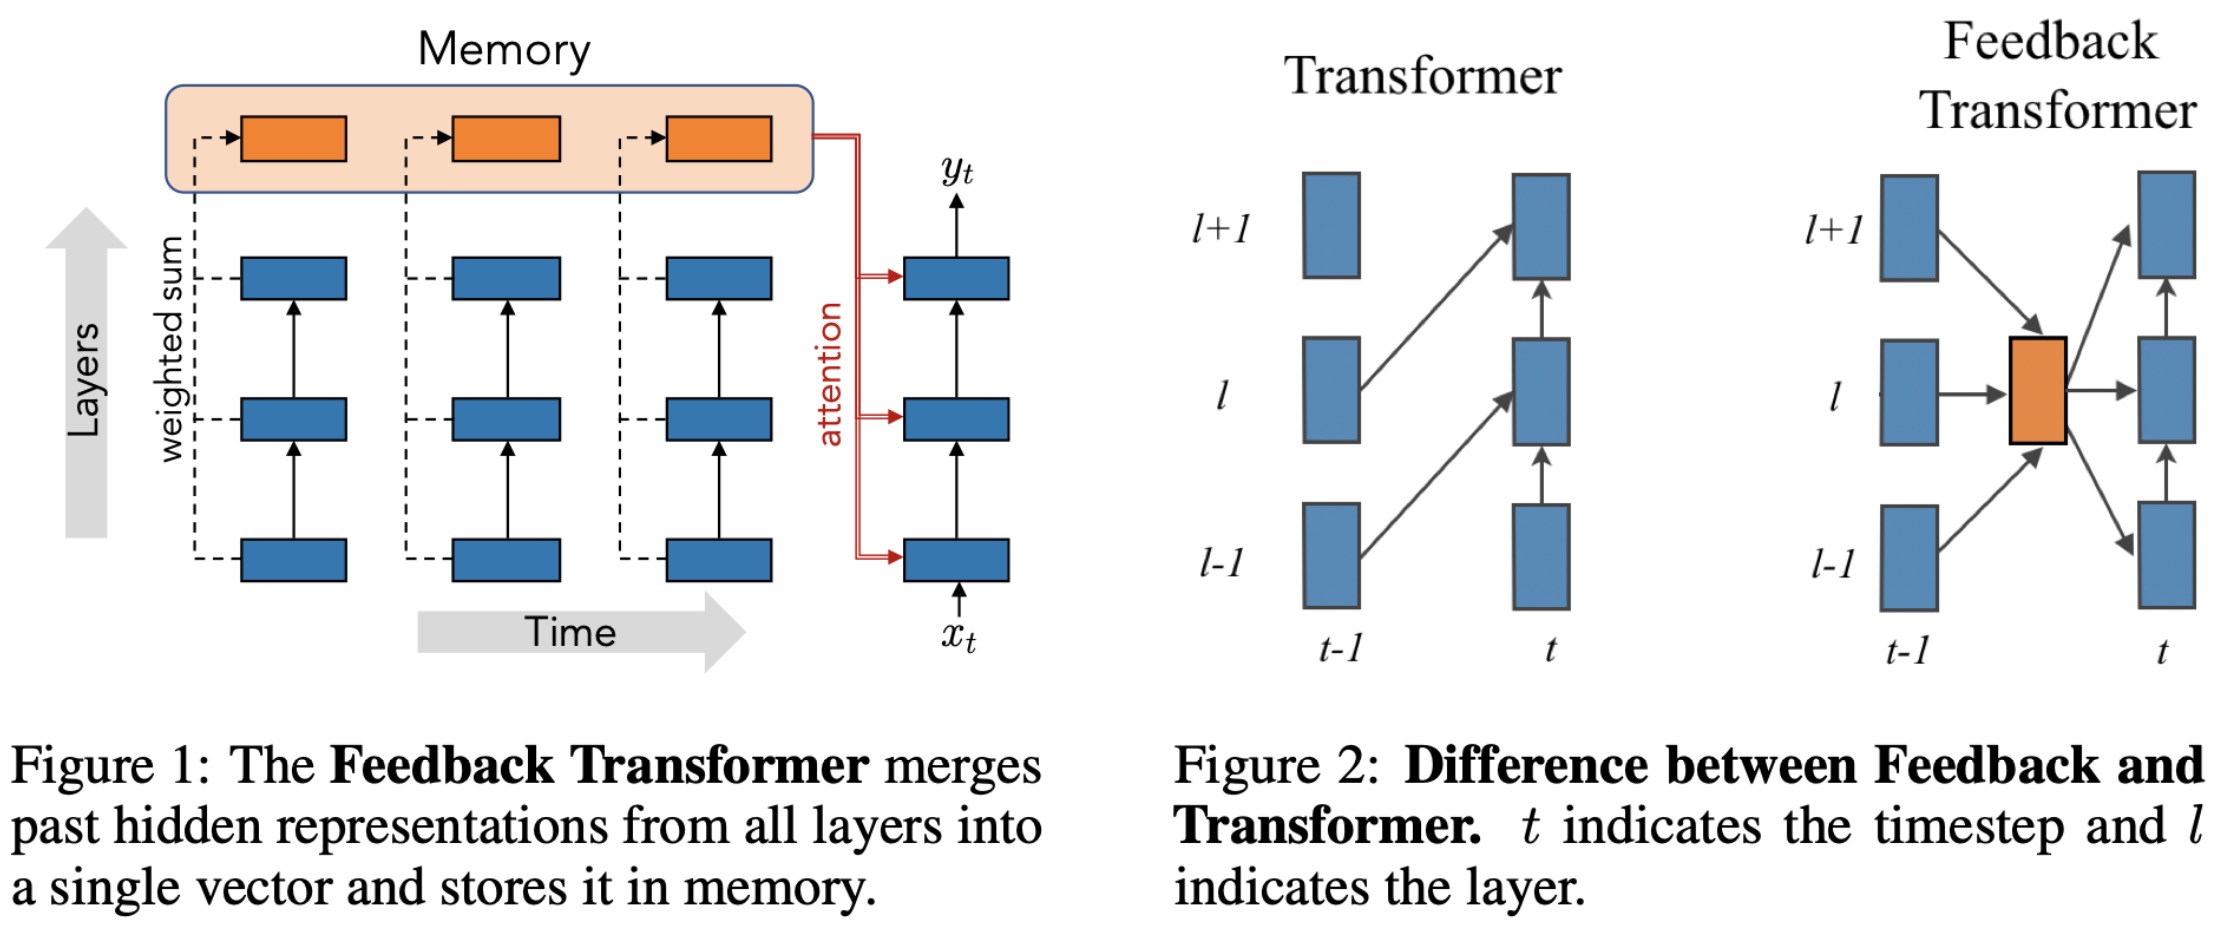 Memory
y_t
Layers
weighted sum
attention
Time
x_t
Figure 1: The Feedback Transformer merges
past hidden representations from all layers into
a single vector and stores it in memory.
Transformer
l+1
l
l-1
t-1
t
Feedback
Transformer
l+1
l
l-1
t-1
t
Figure 2: Difference between Feedback and
Transformer. t indicates the timestep and l
indicates the layer.